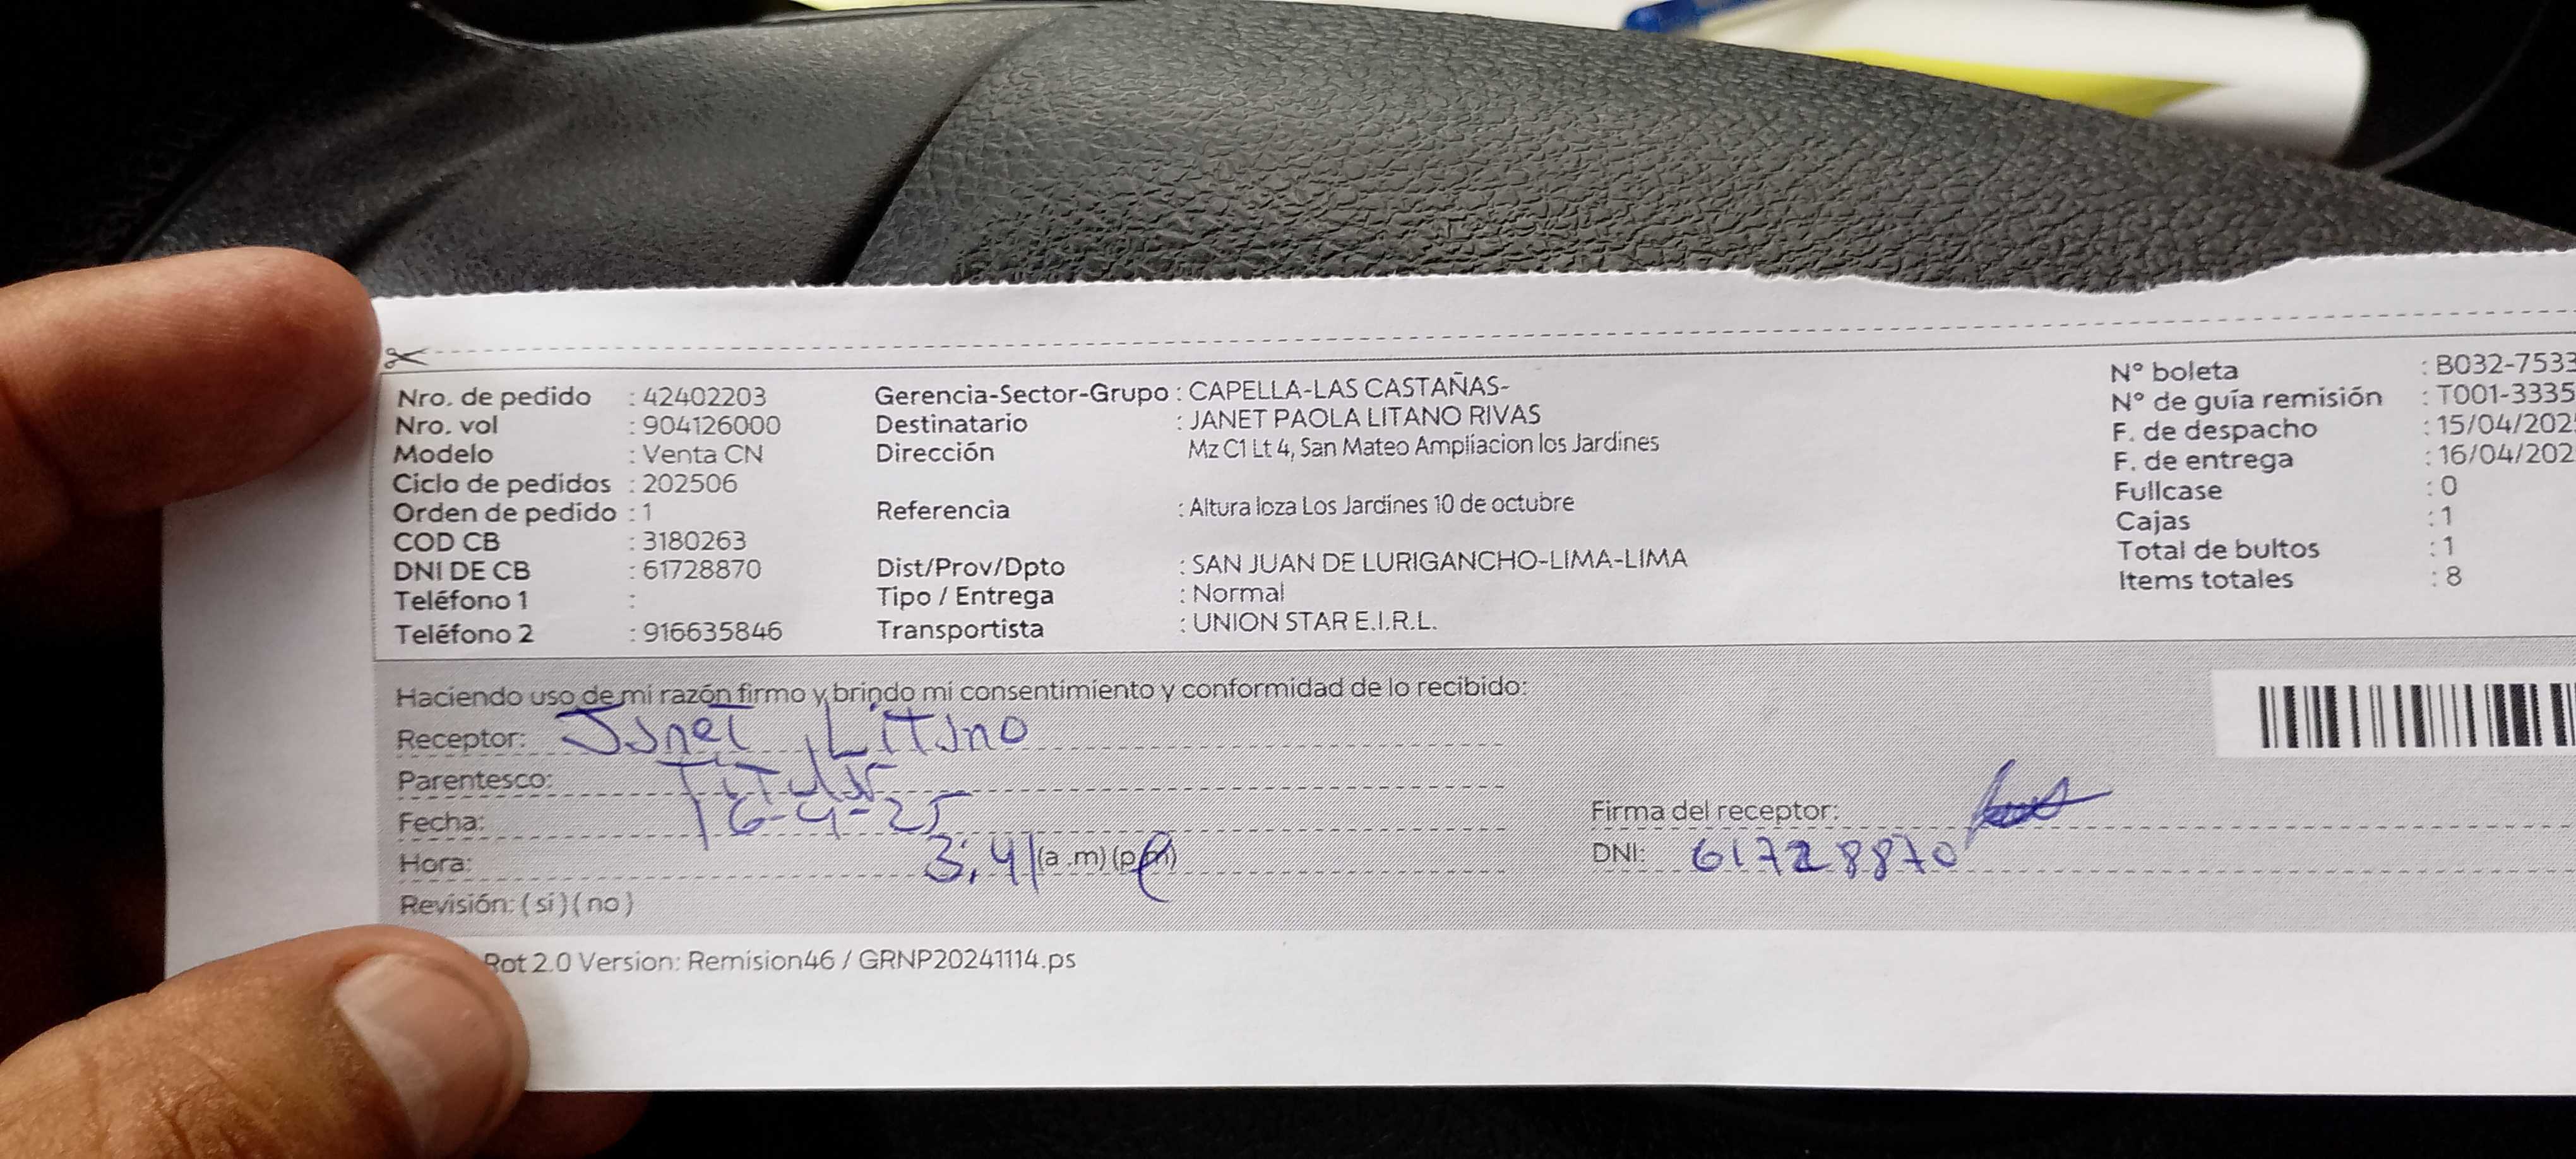 Nro. de pedido : 42402203 Gerencia-Sector-Grupo : CAPELLA-LAS CASTAÑAS- N° boleta : B032-7533
Nro. vol : 904126000 Destinatario : JANET PAOLA LITANO RIVAS N° de guía remisión : T001-3335
Modelo : Venta CN Dirección Mz C1 Lt 4, San Mateo Ampliacion los Jardines F. de despacho : 15/04/202
Ciclo de pedidos : 202506 F. de entrega : 16/04/202
Orden de pedido : 1 Referencia : Altura loza Los Jardines 10 de octubre Fullcase : 0
COD CB : 3180263 Cajas : 1
DNI DE CB : 61728870 Dist/Prov/Dpto : SAN JUAN DE LURIGANCHO-LIMA-LIMA Total de bultos : 1
Teléfono 1 : Tipo / Entrega : Normal Items totales : 8
Teléfono 2 : 916635846 Transportista : UNION STAR E.I.R.L.
Haciendo uso de mi razón firmo y brindo mi consentimiento y conformidad de lo recibido:
Receptor: Janet Litano
Parentesco: Titular
Fecha: 16-4-25 Firma del receptor:
Hora: 3:41 (a .m) (p.m) DNI: 61728870
Revisión: ( si ) ( no )
Rot 2.0 Version: Remision46 / GRNP20241114.ps